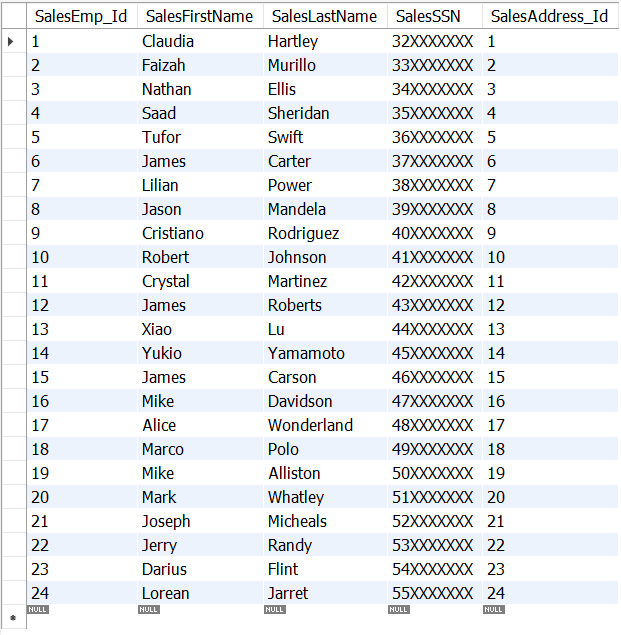 SalesEmp_Id SalesFirstName SalesLastName SalesSSN SalesAddress_Id
1 Claudia Hartley 32XXXXXXX 1
2 Faizah Murillo 33XXXXXXX 2
3 Nathan Ellis 34XXXXXXX 3
4 Saad Sheridan 35XXXXXXX 4
5 Tufor Swift 36XXXXXXX 5
6 James Carter 37XXXXXXX 6
7 Lilian Power 38XXXXXXX 7
8 Jason Mandela 39XXXXXXX 8
9 Cristiano Rodriguez 40XXXXXXX 9
10 Robert Johnson 41XXXXXXX 10
11 Crystal Martinez 42XXXXXXX 11
12 James Roberts 43XXXXXXX 12
13 Xiao Lu 44XXXXXXX 13
14 Yukio Yamamoto 45XXXXXXX 14
15 James Carson 46XXXXXXX 15
16 Mike Davidson 47XXXXXXX 16
17 Alice Wonderland 48XXXXXXX 17
18 Marco Polo 49XXXXXXX 18
19 Mike Alliston 50XXXXXXX 19
20 Mark Whatley 51XXXXXXX 20
21 Joseph Micheals 52XXXXXXX 21
22 Jerry Randy 53XXXXXXX 22
23 Darius Flint 54XXXXXXX 23
24 Lorean Jarret 55XXXXXXX 24
NULL NULL NULL NULL NULL